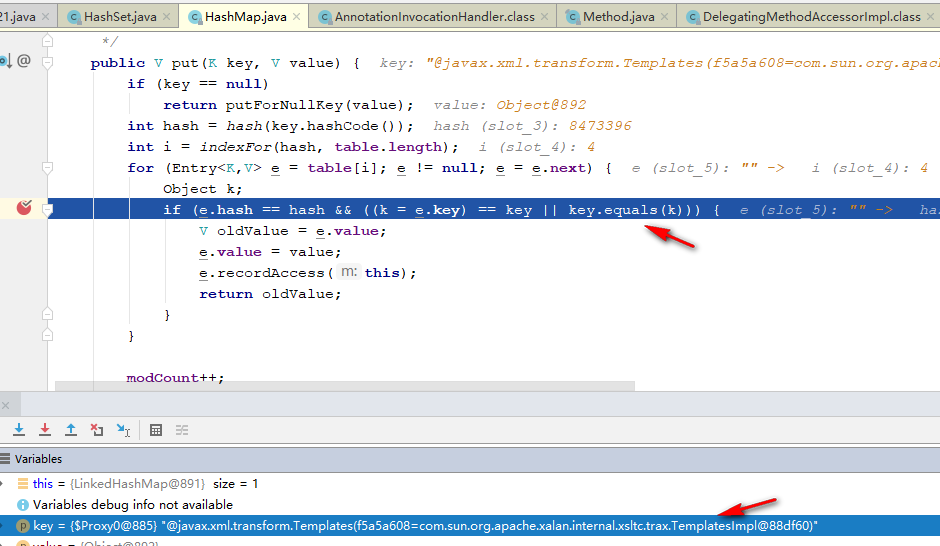 21.java × HashSet.java × HashMap.java × AnnotationInvocationHandler.class × Method.java × DelegatingMethodAccessorImpl.class ×
*/
public V put(K key, V value) { key: "@javax.xml.transform.Templates(f5a5a608=com.sun.org.apac
if (key == null)
return putForNullKey(value); value: Object@892
int hash = hash(key.hashCode()); hash (slot_3): 8473396
int i = indexFor(hash, table.length); i (slot_4): 4
for (Entry<K,V> e = table[i]; e != null; e = e.next) { e (slot_5): "" -> i (slot_4): 4
Object k;
if (e.hash == hash && ((k = e.key) == key || key.equals(k))) { e (slot_5): "" -> has
V oldValue = e.value;
e.value = value;
e.recordAccess( m: this);
return oldValue;
}
}
modCount++;
Variables
this = {LinkedHashMap@891} size = 1
Variables debug info not available
key = {$Proxy0@885} "@javax.xml.transform.Templates(f5a5a608=com.sun.org.apache.xalan.internal.xsltc.trax.TemplatesImpl@88df60)"
value = {Object@892}